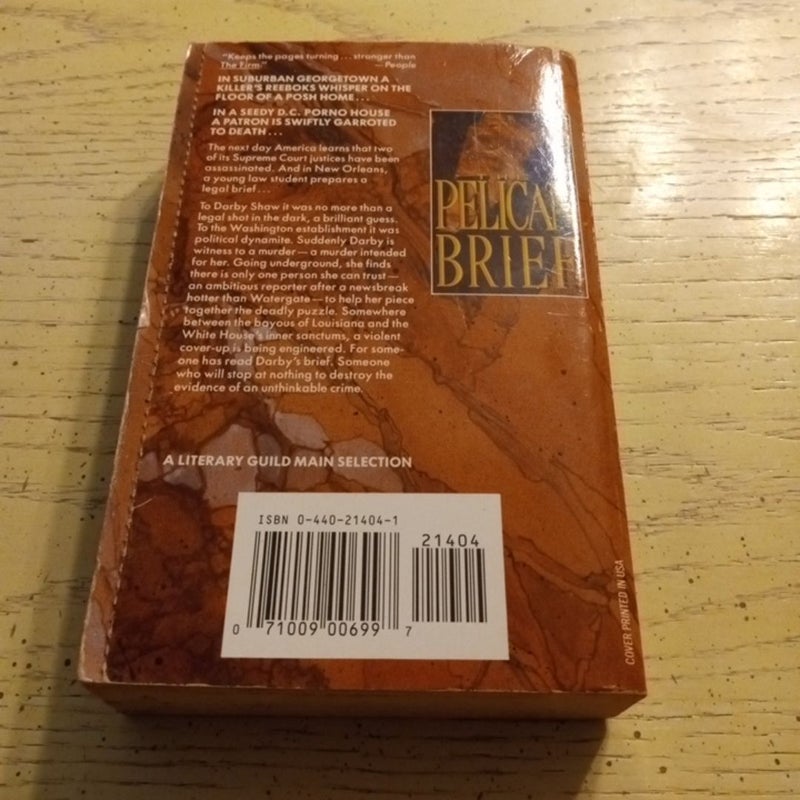 "Keeps the pages turning...stranger than
The Firm." —People
IN SUBURBAN GEORGETOWN A
KILLER'S REEBOKS WHISPER ON THE
FLOOR OF A POSH HOME...
IN A SEEDY D.C. PORNO HOUSE
A PATRON IS SWIFTLY GARROTED
TO DEATH...
The next day America learns that two
of its Supreme Court justices have been
assassinated. And in New Orleans,
a young law student prepares a
legal brief...
To Darby Shaw it was no more than a
legal shot in the dark, a brilliant guess.
To the Washington establishment it was
political dynamite. Suddenly Darby is
witness to a murder—a murder intended
for her. Going underground, she finds
there is only one person she can trust—
an ambitious reporter after a newsbreak
hotter than Watergate—to help her piece
together the deadly puzzle. Somewhere
between the bayous of Louisiana and the
White House's inner sanctums, a violent
cover-up is being engineered. For some-
one has read Darby's brief. Someone
who will stop at nothing to destroy the
evidence of an unthinkable crime.
PELICAN
BRIEF
A LITERARY GUILD MAIN SELECTION
ISBN 0-440-21404-1
21404
0 71009 00699 7
COVER PRINTED IN USA